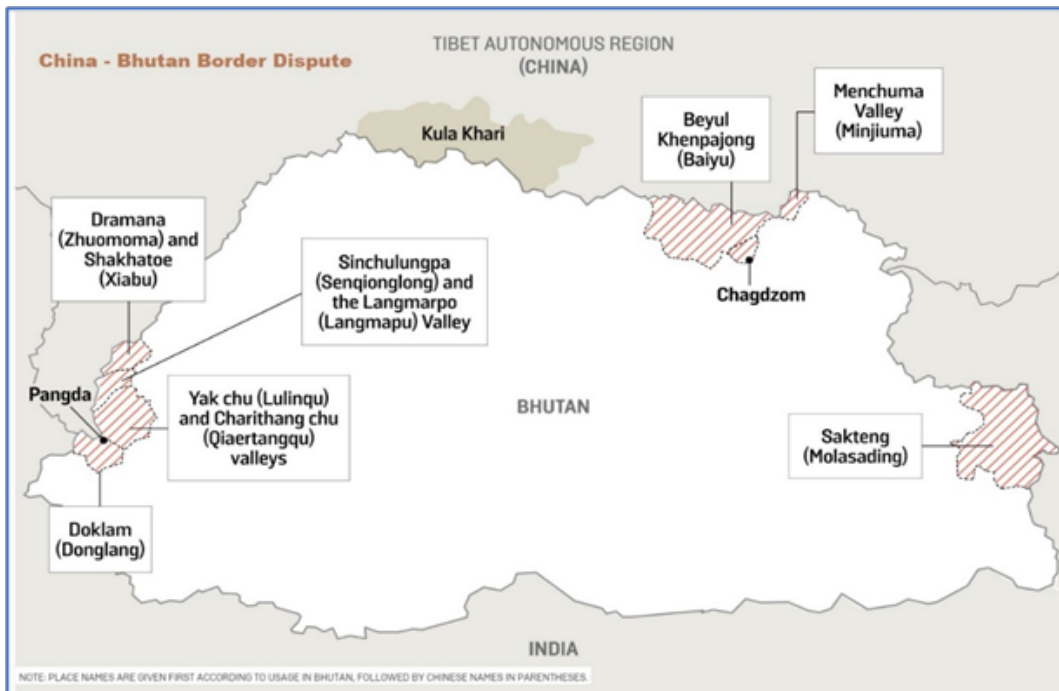 China - Bhutan Border Dispute
TIBET AUTONOMOUS REGION
(CHINA)
Kula Khari
Beyul
Khenpajong
(Baiyu)
Menchuma
Valley
(Minjiuma)
Dramana
(Zhuomoma) and
Shakhatoe
(Xiabu)
Sinchulungpa
(Senqionglong) and
the Langmarpo
(Langmapu) Valley
Chagdzom
Pangda
Yak chu (Lulinqu)
and Charithang chu
(Qiaertangqu)
valleys
BHUTAN
Sakteng
(Molasading)
Doklam
(Donglang)
INDIA
NOTE: PLACE NAMES ARE GIVEN FIRST ACCORDING TO USAGE IN BHUTAN, FOLLOWED BY CHINESE NAMES IN PARENTHESES.